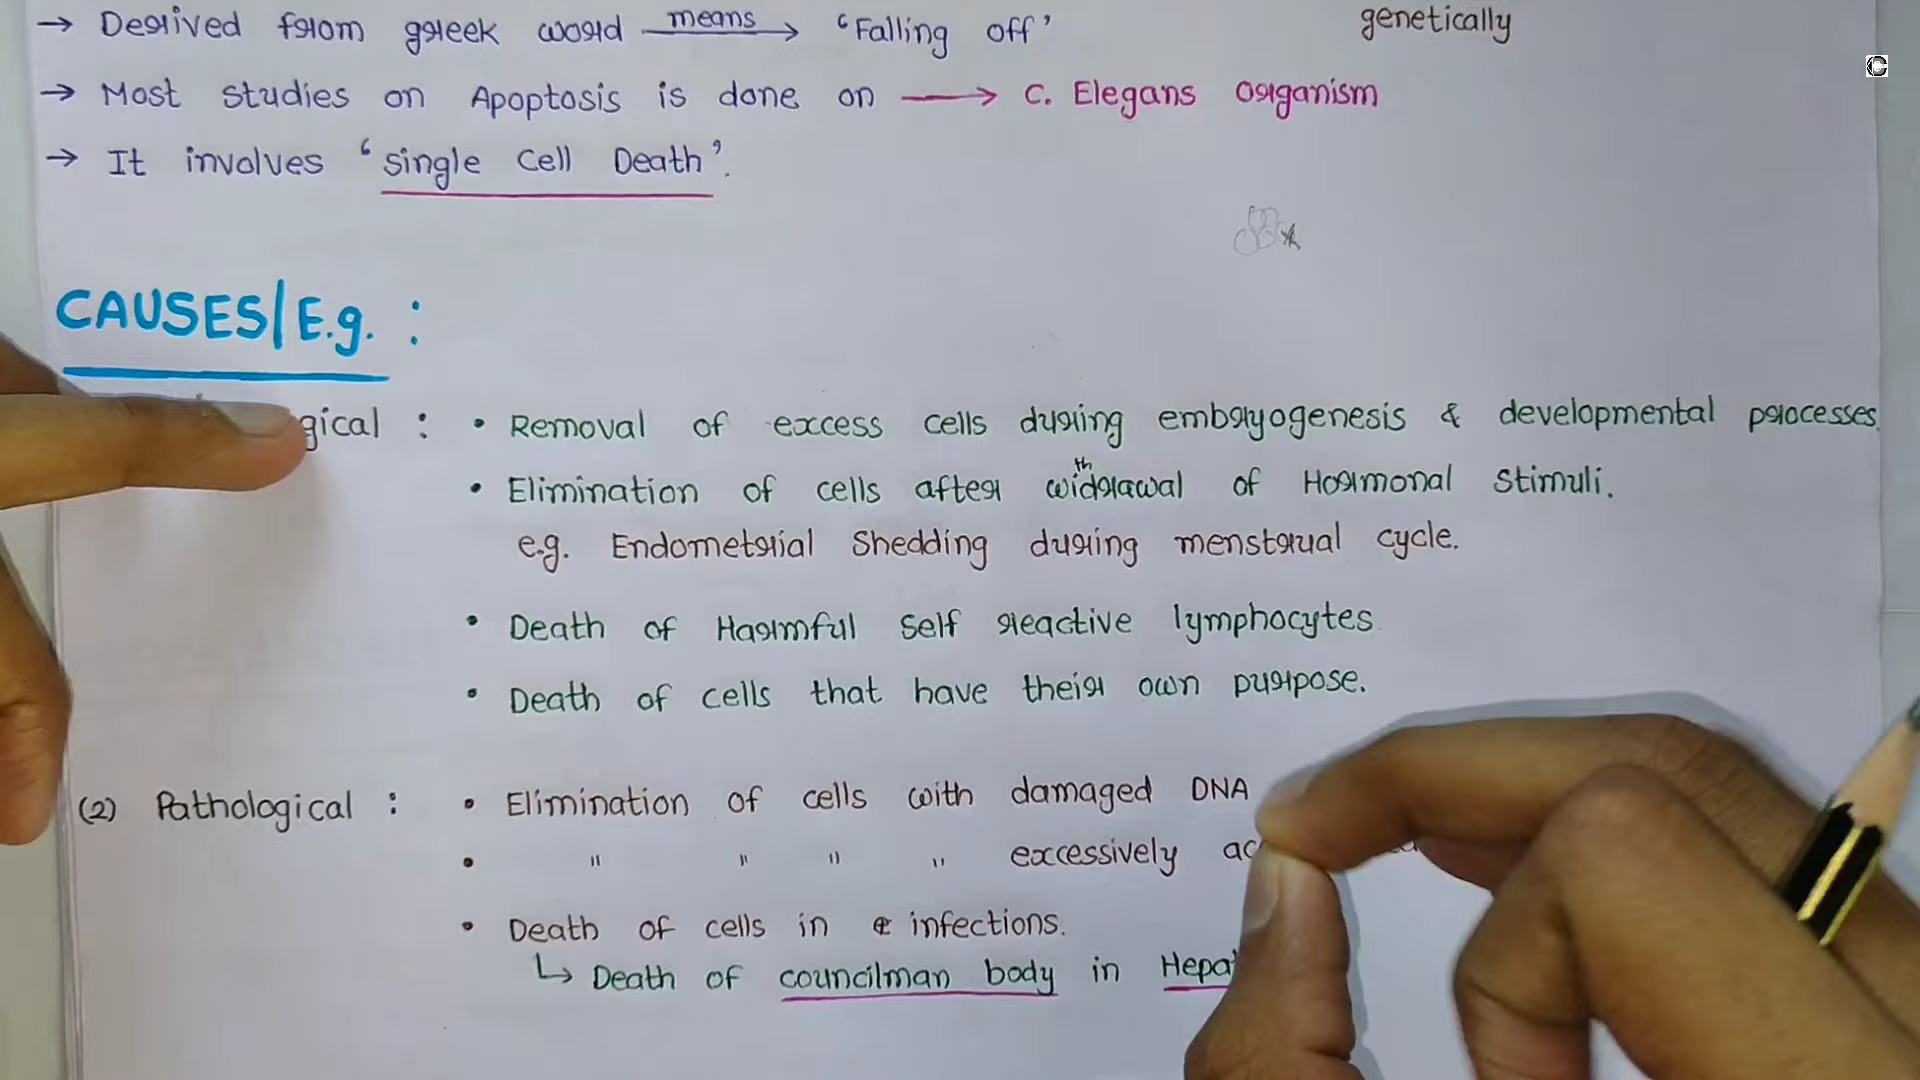 → Derived from greek word means → 'Falling off'
genetically
→ Most studies on Apoptosis is done on → C. Elegans Organism
→ It involves 'single cell Death'.
CAUSES/E.g. :
gical : • Removal of excess cells during embryogenesis & developmental processes.
• Elimination of cells after withdrawal of Hormonal Stimuli.
e.g. Endometrial Shedding during menstrual cycle.
• Death of Harmful Self reactive lymphocytes
• Death of cells that have their own purpose.
(2) Pathological : • Elimination of cells with damaged DNA
• " " " " excessively
• Death of cells in infections.
↳ Death of councilman body in Hepa